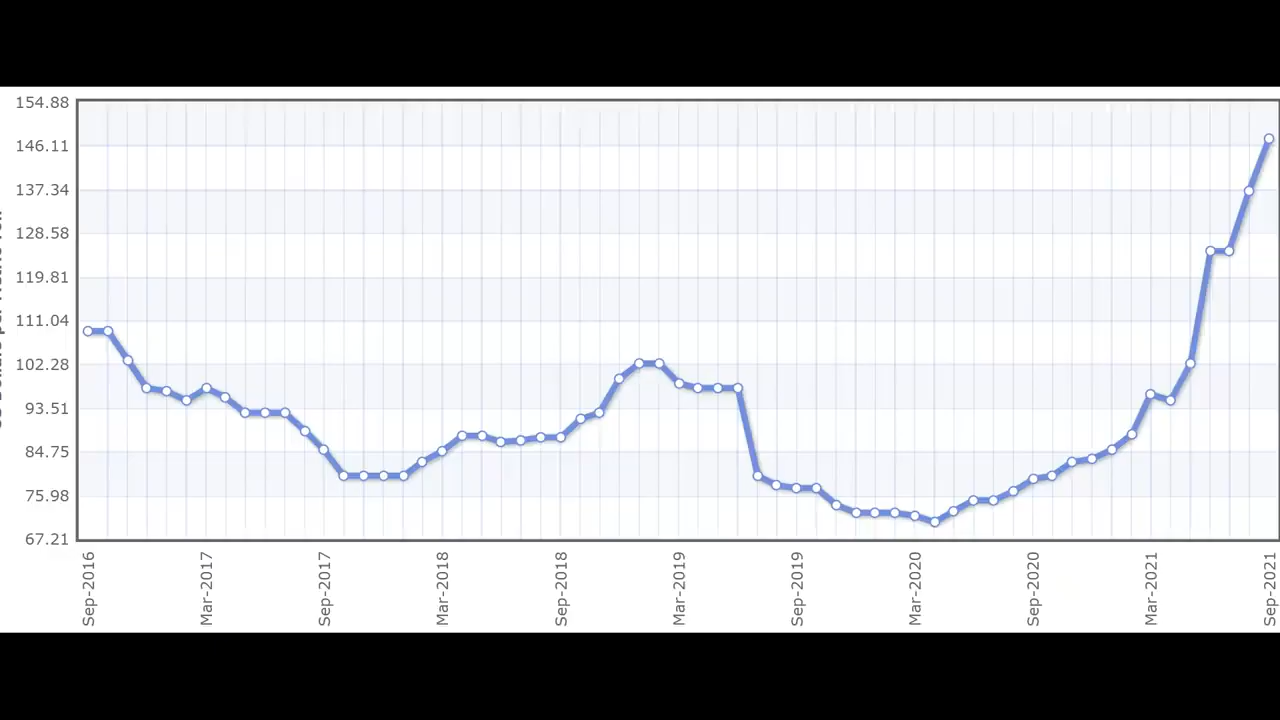 154.88
146.11
137.34
128.58
119.81
111.04
102.28
93.51
84.75
75.98
67.21
Sep-2016
Mar-2017
Sep-2017
Mar-2018
Sep-2018
Mar-2019
Sep-2019
Mar-2020
Sep-2020
Mar-2021
Sep-2021